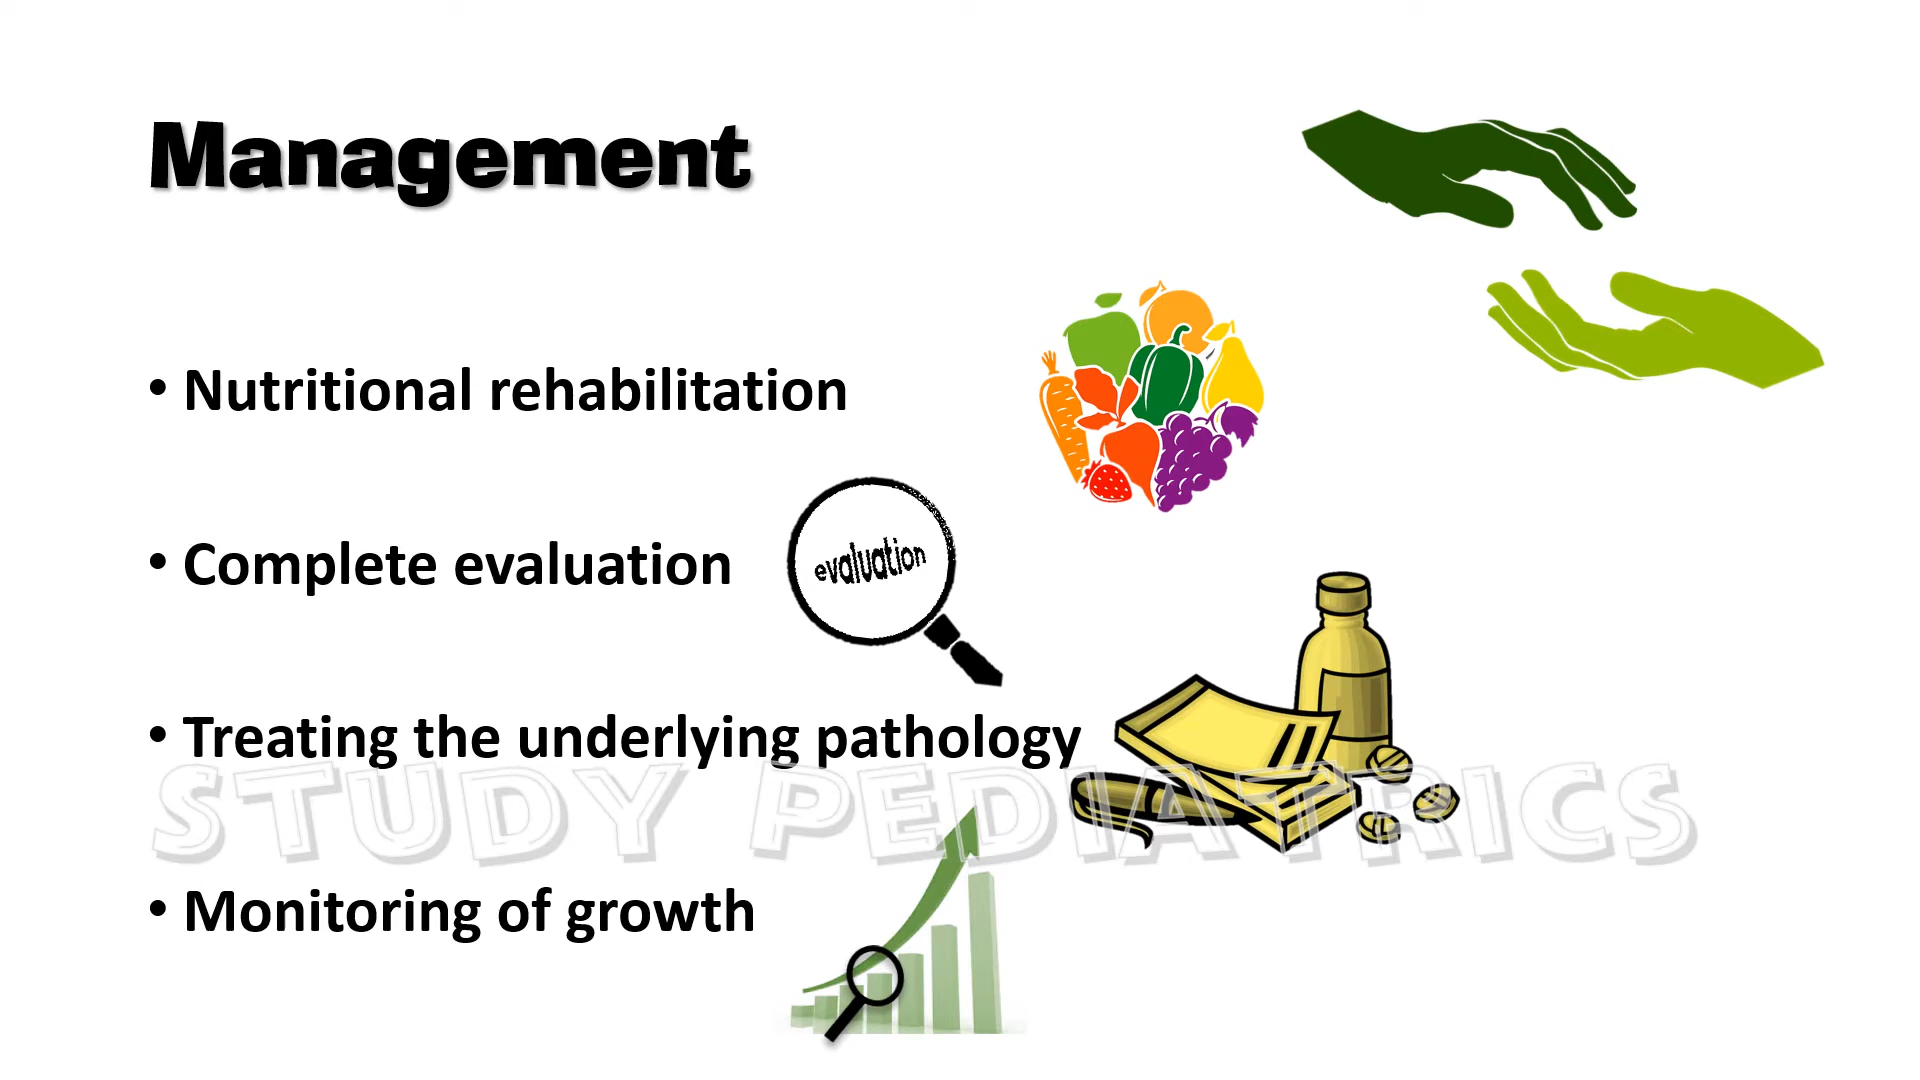 Management
• Nutritional rehabilitation
• Complete evaluation
evaluation
• Treating the underlying pathology
STUDY PEDIATRICS
• Monitoring of growth